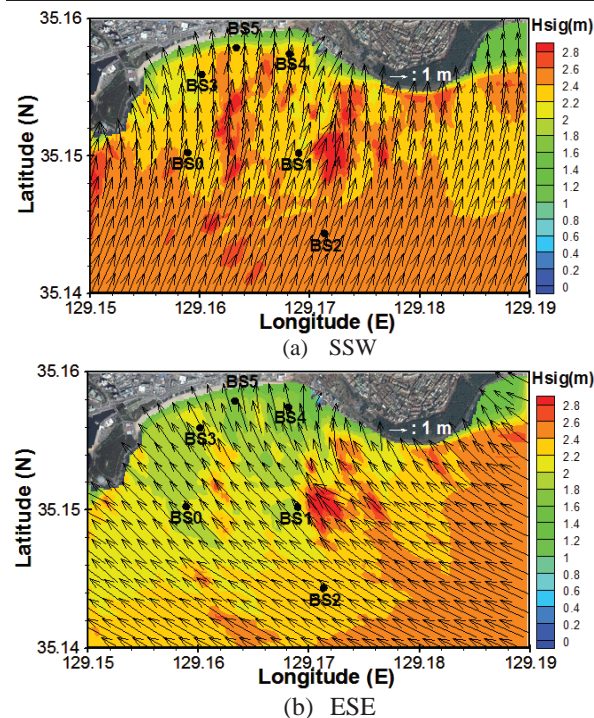 35.16
BS5
BS4
BS3
→ : 1 m
35.15
BS0
BS1
BS2
35.14
Latitude (N)
129.15 129.16 129.17 129.18 129.19
Longitude (E)
Hsig(m)
2.8
2.6
2.4
2.2
2
1.8
1.6
1.4
1.2
1
0.8
0.6
0.4
0.2
0
(a) SSW
35.16
BS5
BS4
BS3
→ : 1 m
35.15
BS0
BS1
BS2
35.14
Latitude (N)
129.15 129.16 129.17 129.18 129.19
Longitude (E)
Hsig(m)
2.8
2.6
2.4
2.2
2
1.8
1.6
1.4
1.2
1
0.8
0.6
0.4
0.2
0
(b) ESE